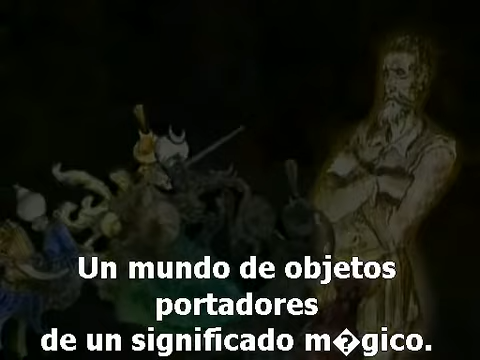 Un mundo de objetos
portadores
de un significado m�gico.